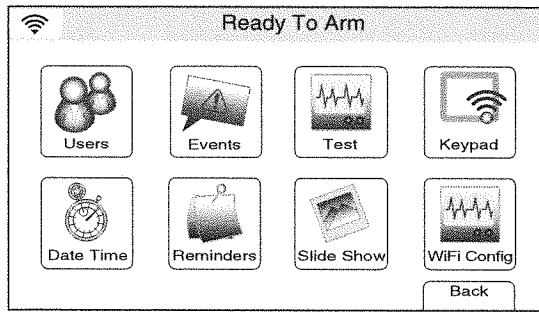 Ready To Arm
Users
Events
Test
Keypad
Date Time
Reminders
Slide Show
WiFi Config
Back